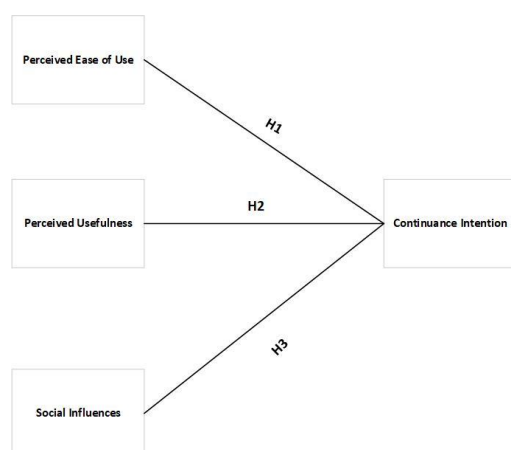 Perceived Ease of Use
H1
Perceived Usefulness
H2
Continuance Intention
H3
Social Influences